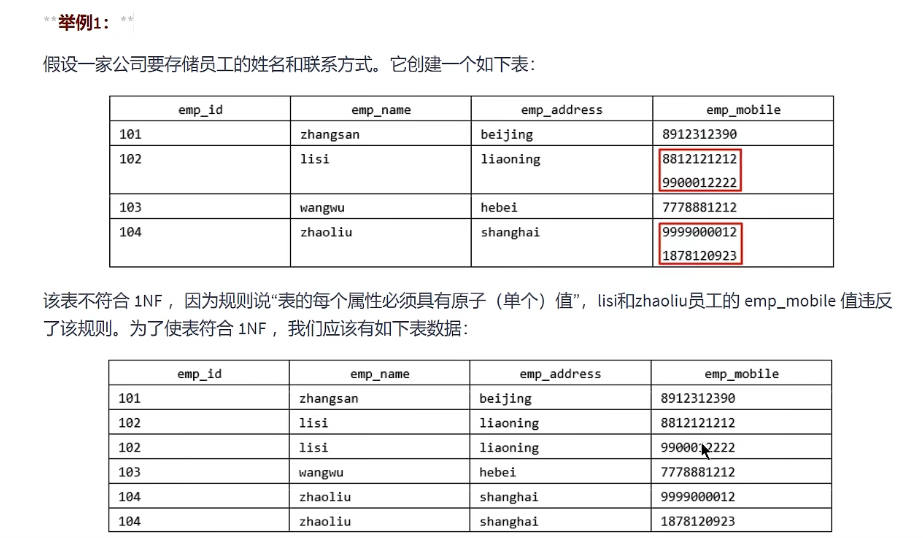 **举例1：**
假设一家公司要存储员工的姓名和联系方式。它创建一个如下表：
emp_id emp_name emp_address emp_mobile
101 zhangsan beijing 8912312390
102 lisi liaoning 8812121212
9900012222
103 wangwu hebei 7778881212
104 zhaoliu shanghai 9999000012
1878120923
该表不符合 1NF ，因为规则说“表的每个属性必须具有原子（单个）值”，lisi和zhaoliu员工的 emp_mobile 值违反
了该规则。为了使表符合 1NF ，我们应该有如下表数据：
emp_id emp_name emp_address emp_mobile
101 zhangsan beijing 8912312390
102 lisi liaoning 8812121212
102 lisi liaoning 9900012222
103 wangwu hebei 7778881212
104 zhaoliu shanghai 9999000012
104 zhaoliu shanghai 1878120923